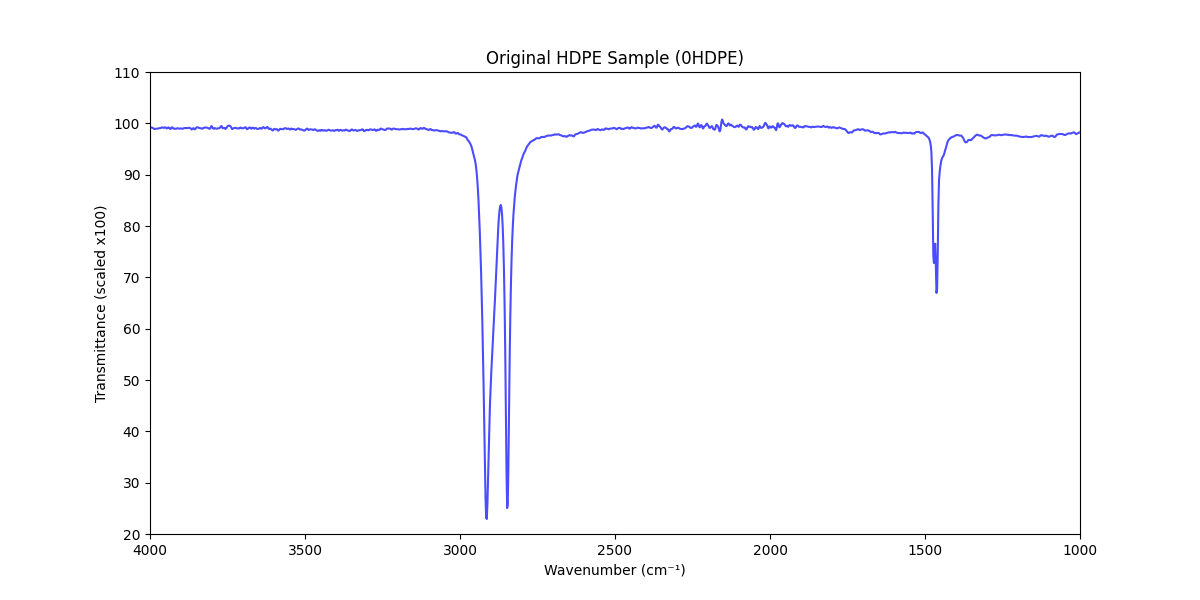 Original HDPE Sample (0HDPE)
110
100
90
80
70
60
50
40
30
20
Transmittance (scaled x100)
4000 3500 3000 2500 2000 1500 1000
Wavenumber (cm⁻¹)